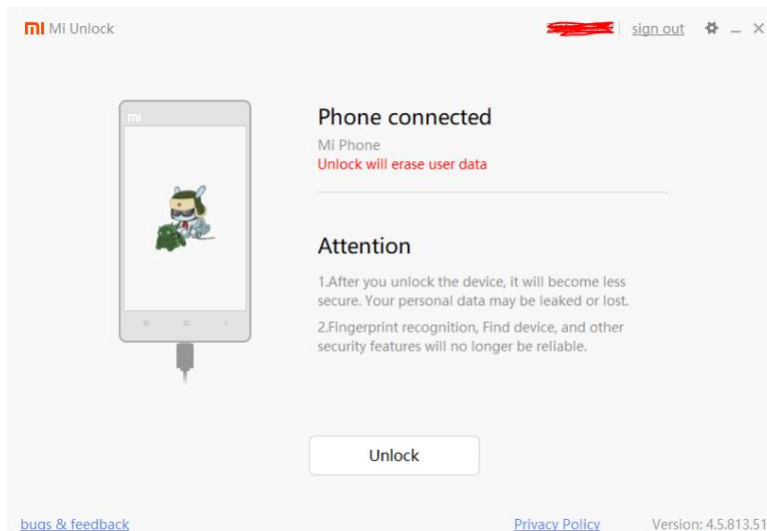 Mi Unlock
sign out
mi
Phone connected
Mi Phone
Unlock will erase user data
Attention
1.After you unlock the device, it will become less
secure. Your personal data may be leaked or lost.
2.Fingerprint recognition, Find device, and other
security features will no longer be reliable.
Unlock
bugs & feedback
Privacy Policy
Version: 4.5.813.51